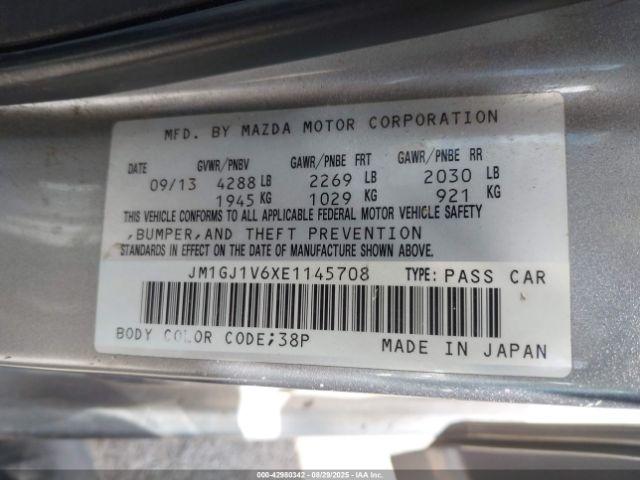 MFD. BY MAZDA MOTOR CORPORATION
DATE GVWR/PNBV GAWR/PNBE FRT GAWR/PNBE RR
09/13 4288 LB 2269 LB 2030 LB
1945 KG 1029 KG 921 KG
THIS VEHICLE CONFORMS TO ALL APPLICABLE FEDERAL MOTOR VEHICLE SAFETY
,BUMPER,AND THEFT PREVENTION
STANDARDS IN EFFECT ON THE DATE OF MANUFACTURE SHOWN ABOVE.
JM1GJ1V6XE1145708 TYPE: PASS CAR
BODY COLOR CODE;38P MADE IN JAPAN
000-42980342 - 08/29/2025 - IAA Inc.